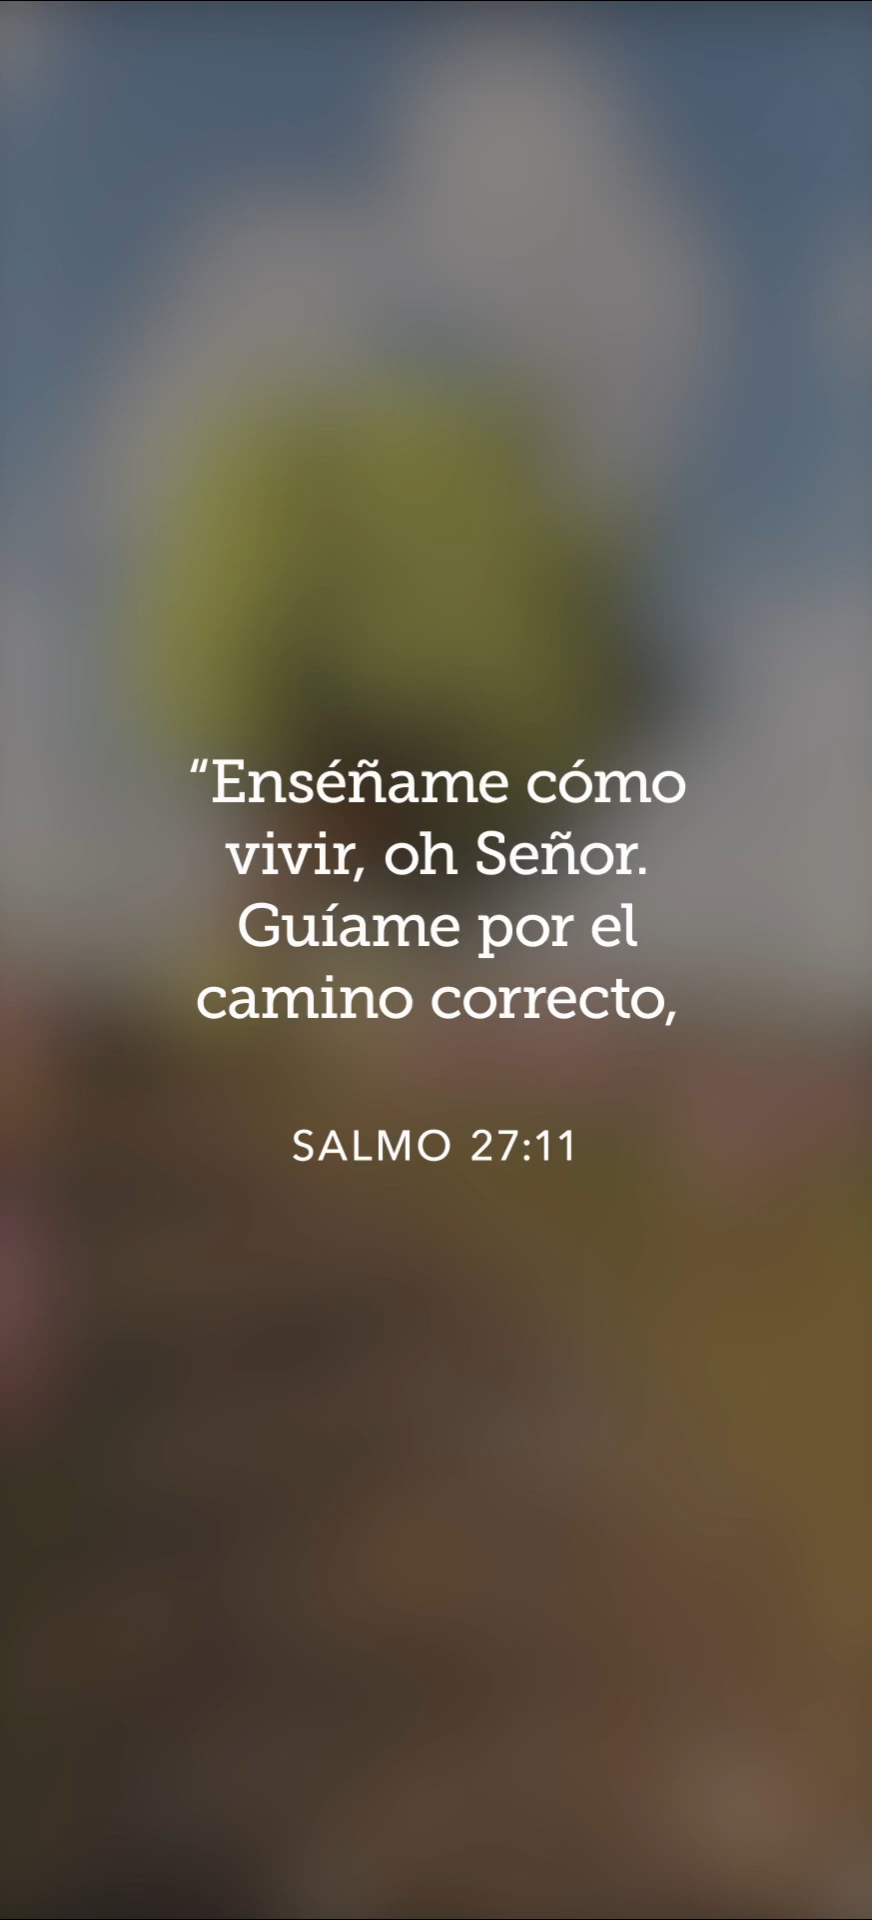 “Enséñame cómo
vivir, oh Señor.
Guíame por el
camino correcto,
SALMO 27:11